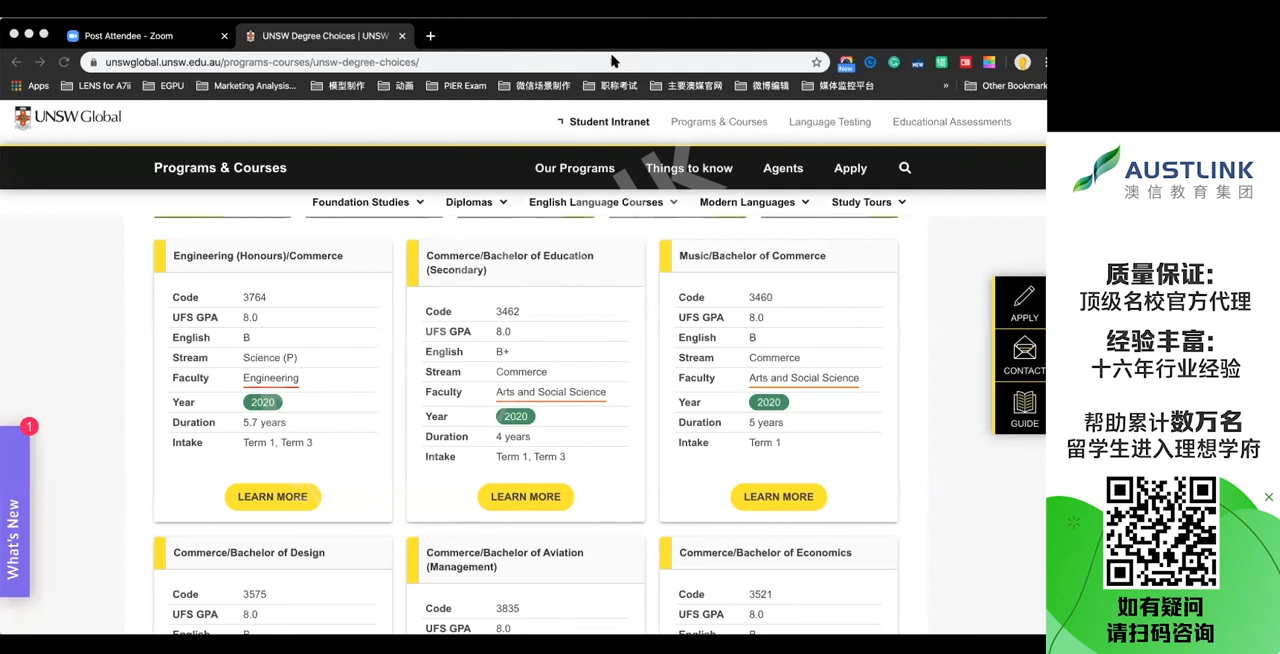 Post Attendee - Zoom
UNSW Degree Choices | UNSW
unswglobal.unsw.edu.au/programs-courses/unsw-degree-choices/
New
NEW
Apps
LENS for A7ii
EGPU
Marketing Analysis...
模型制作
动画
PIER Exam
微信场景制作
职称考试
主要澳媒官网
微博编辑
媒体监控平台
»
Other Bookmark
UNSW Global
Student Intranet
Programs & Courses
Language Testing
Educational Assessments
Programs & Courses
Our Programs
Things to know
Agents
Apply
Foundation Studies
Diplomas
English Language Courses
Modern Languages
Study Tours
Engineering (Honours)/Commerce
Code 3764
UFS GPA 8.0
English B
Stream Science (P)
Faculty Engineering
Year 2020
Duration 5.7 years
Intake Term 1, Term 3
LEARN MORE
Commerce/Bachelor of Education
(Secondary)
Code 3462
UFS GPA 8.0
English B+
Stream Commerce
Faculty Arts and Social Science
Year 2020
Duration 4 years
Intake Term 1, Term 3
LEARN MORE
Music/Bachelor of Commerce
Code 3460
UFS GPA 8.0
English B
Stream Commerce
Faculty Arts and Social Science
Year 2020
Duration 5 years
Intake Term 1
LEARN MORE
Commerce/Bachelor of Design
Code 3575
UFS GPA 8.0
English B
Commerce/Bachelor of Aviation
(Management)
Code 3835
UFS GPA 8.0
Commerce/Bachelor of Economics
Code 3521
UFS GPA 8.0
English B
APPLY
CONTACT
GUIDE
1
What's New
AUSTLINK
澳信教育集团
质量保证:
顶级名校官方代理
经验丰富:
十六年行业经验
帮助累计数万名
留学生进入理想学府
如有疑问
请扫码咨询